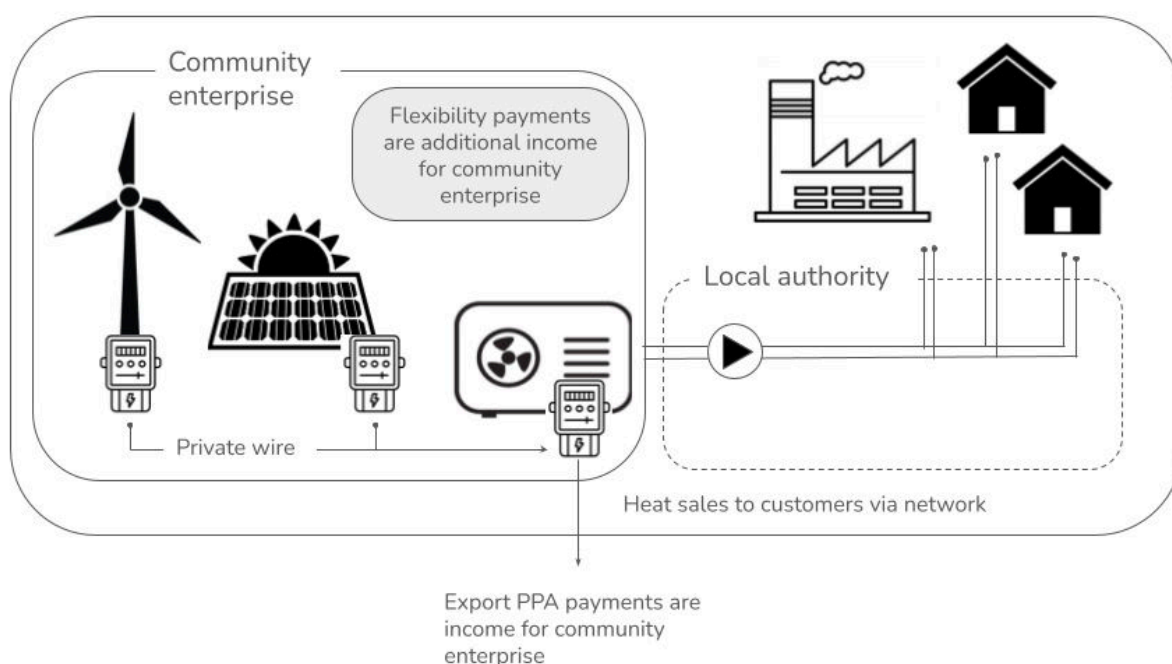 Community
enterprise
Flexibility payments
are additional income
for community
enterprise
Local authority
Private wire
Heat sales to customers via network
Export PPA payments are
income for community
enterprise